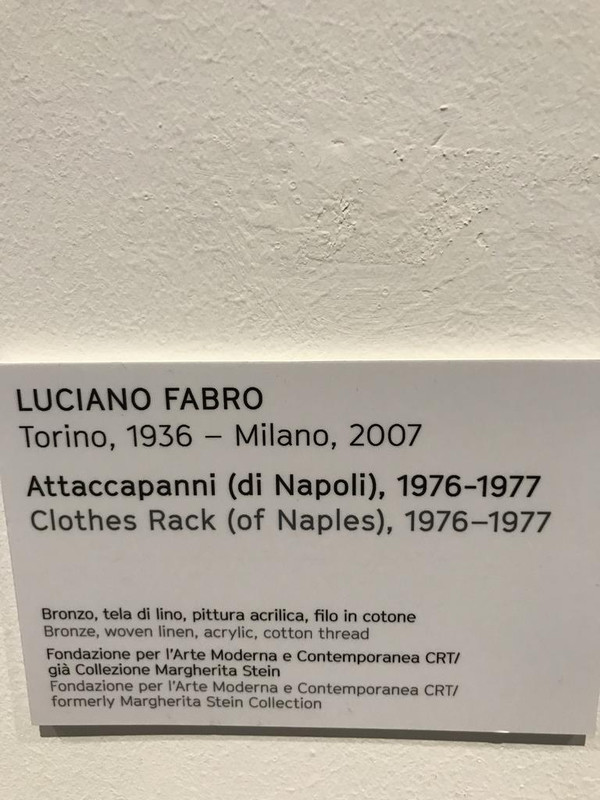 LUCIANO FABRO
Torino, 1936 – Milano, 2007
Attaccapanni (di Napoli), 1976-1977
Clothes Rack (of Naples), 1976–1977
Bronzo, tela di lino, pittura acrilica, filo in cotone
Bronze, woven linen, acrylic, cotton thread
Fondazione per l'Arte Moderna e Contemporanea CRT/
già Collezione Margherita Stein
Fondazione per l'Arte Moderna e Contemporanea CRT/
formerly Margherita Stein Collection